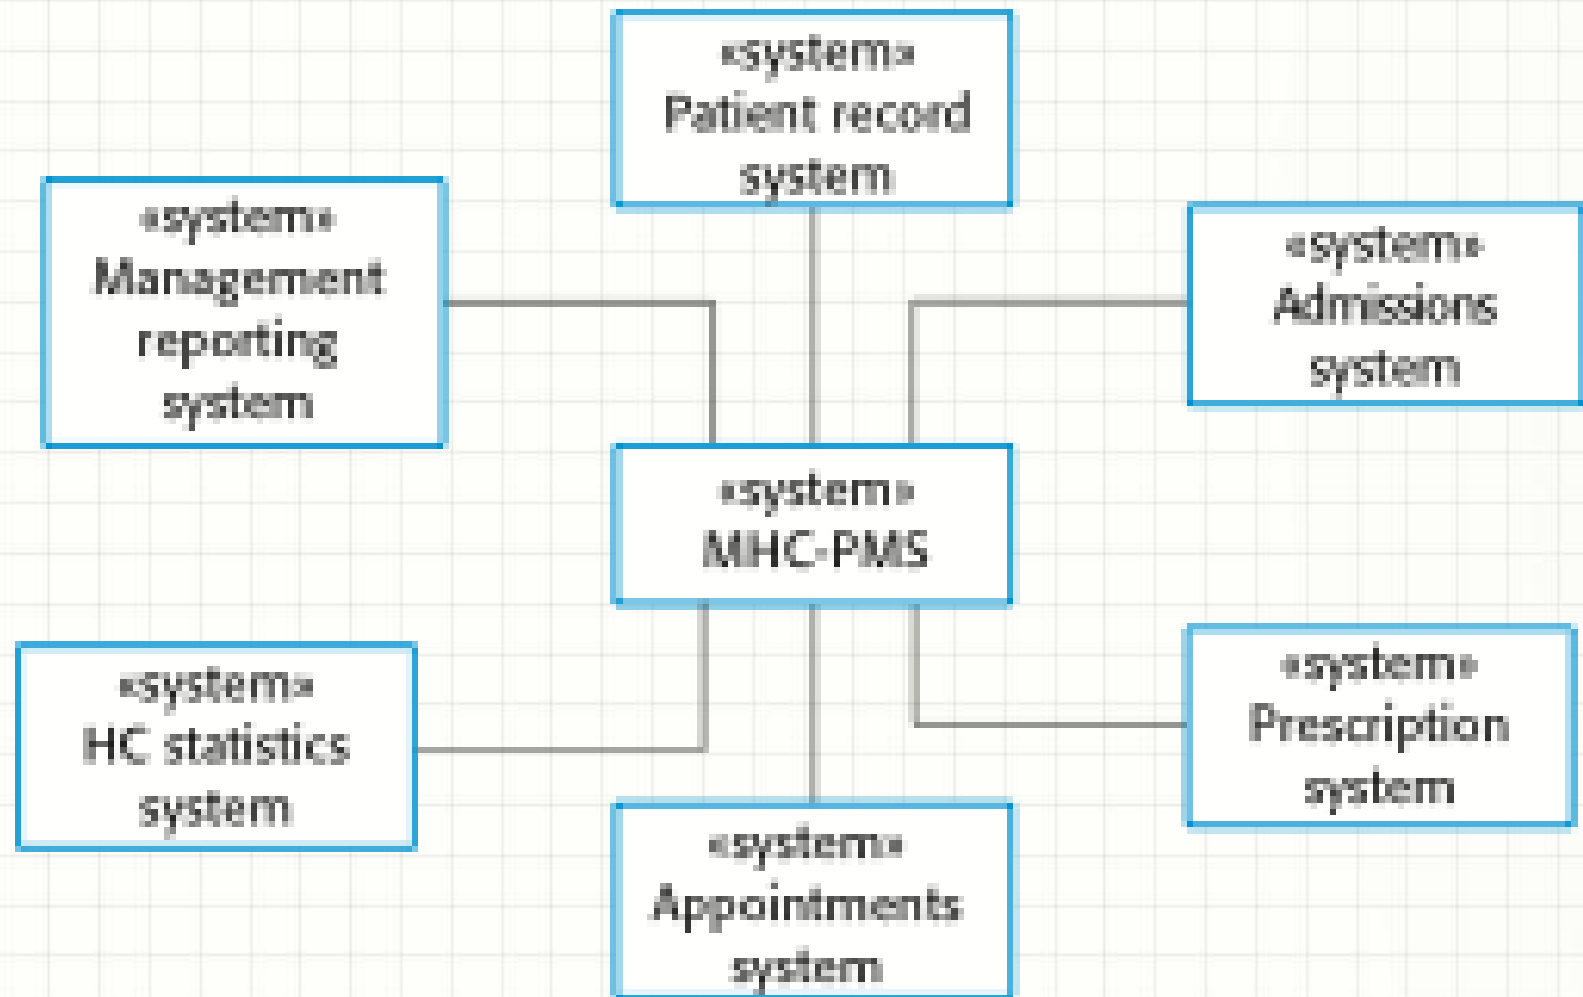 «system»
Patient record
system
«system»
Management
reporting
system
«system»
Admissions
system
«system»
MHC-PMS
«system»
HC statistics
system
«system»
Prescription
system
«system»
Appointments
system